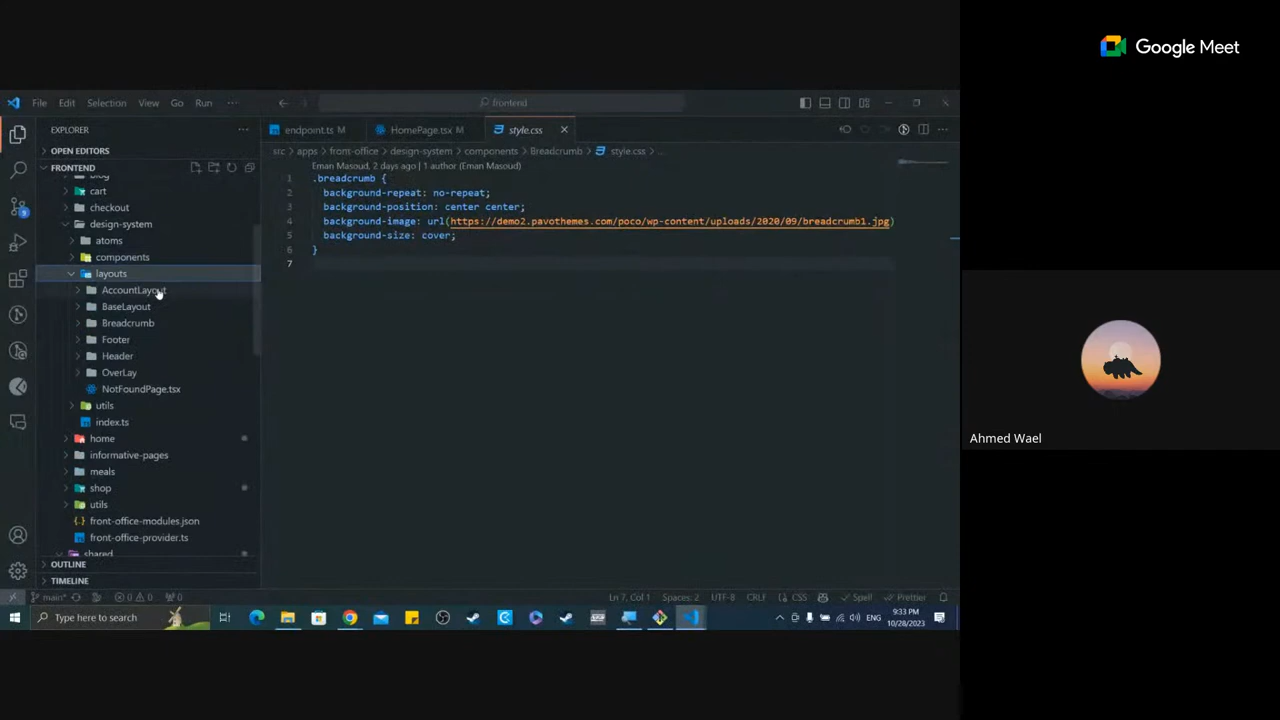 Google Meet
File Edit Selection View Go Run ···
frontend
EXPLORER
OPEN EDITORS
FRONTEND
blog
cart
checkout
design-system
atoms
components
layouts
AccountLayout
BaseLayout
Breadcrumb
Footer
Header
OverLay
NotFoundPage.tsx
utils
index.ts
home
informative-pages
meals
shop
utils
front-office-modules.json
front-office-provider.ts
shared
OUTLINE
TIMELINE
endpoint.ts M
HomePage.tsx M
style.css
src > apps > front-office > design-system > components > Breadcrumb > style.css > ...
Eman Masoud, 2 days ago | 1 author (Eman Masoud)
1 .breadcrumb {
2 background-repeat: no-repeat;
3 background-position: center center;
4 background-image: url(https://demo2.pavothemes.com/poco/wp-content/uploads/2020/09/breadcrumb1.jpg)
5 background-size: cover;
6 }
7
Ahmed Wael
main* 0 0 0
Ln 7, Col 1 Spaces: 2 UTF-8 CRLF CSS Spell Prettier
Type here to search
ENG
9:33 PM
10/28/2023